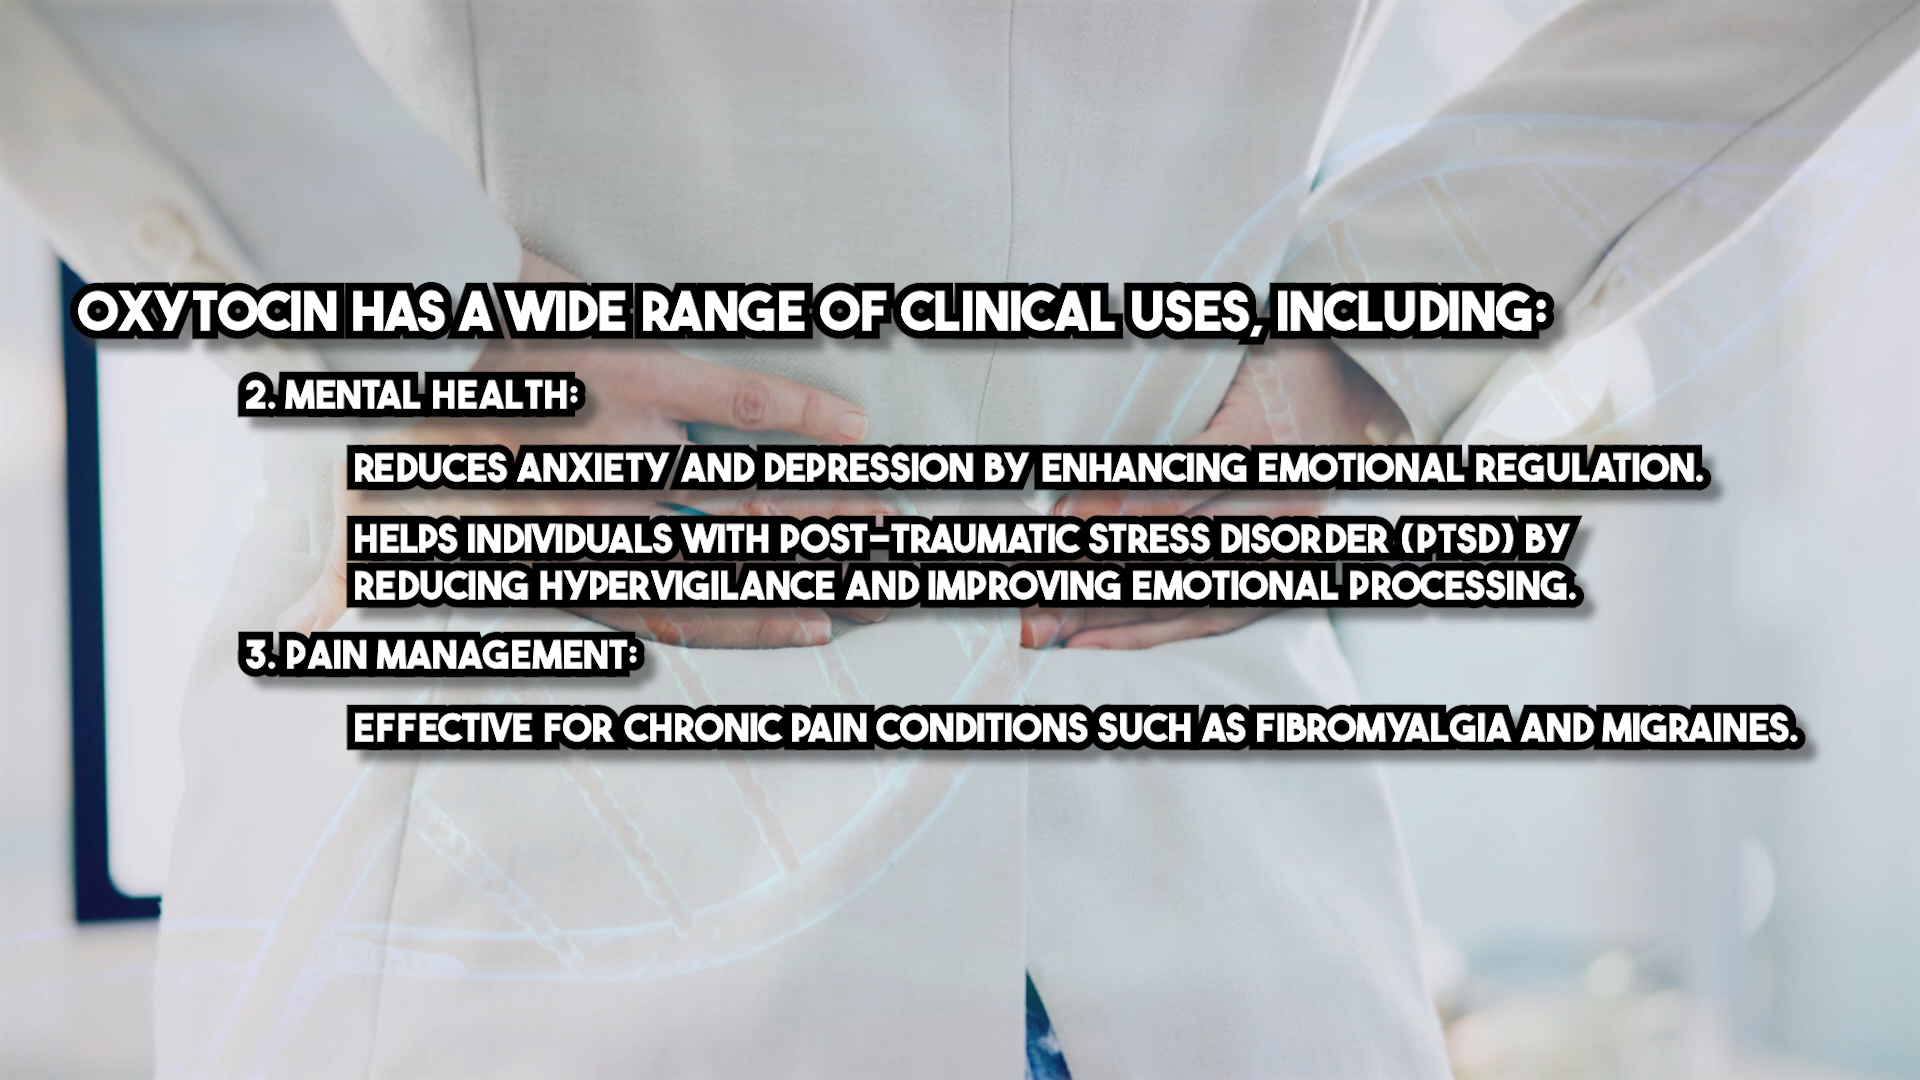 OXYTOCIN HAS A WIDE RANGE OF CLINICAL USES, INCLUDING:
2. MENTAL HEALTH:
REDUCES ANXIETY AND DEPRESSION BY ENHANCING EMOTIONAL REGULATION.
HELPS INDIVIDUALS WITH POST-TRAUMATIC STRESS DISORDER (PTSD) BY
REDUCING HYPERVIGILANCE AND IMPROVING EMOTIONAL PROCESSING.
3. PAIN MANAGEMENT:
EFFECTIVE FOR CHRONIC PAIN CONDITIONS SUCH AS FIBROMYALGIA AND MIGRAINES.